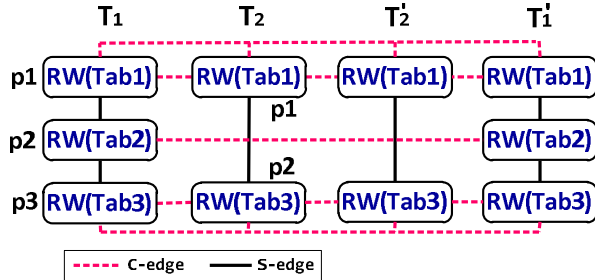 T₁ T₂ T'₂ T'₁
p1 RW(Tab1) RW(Tab1) RW(Tab1) RW(Tab1)
p1
p2 RW(Tab2) RW(Tab2)
p2
p3 RW(Tab3) RW(Tab3) RW(Tab3) RW(Tab3)
C-edge S-edge